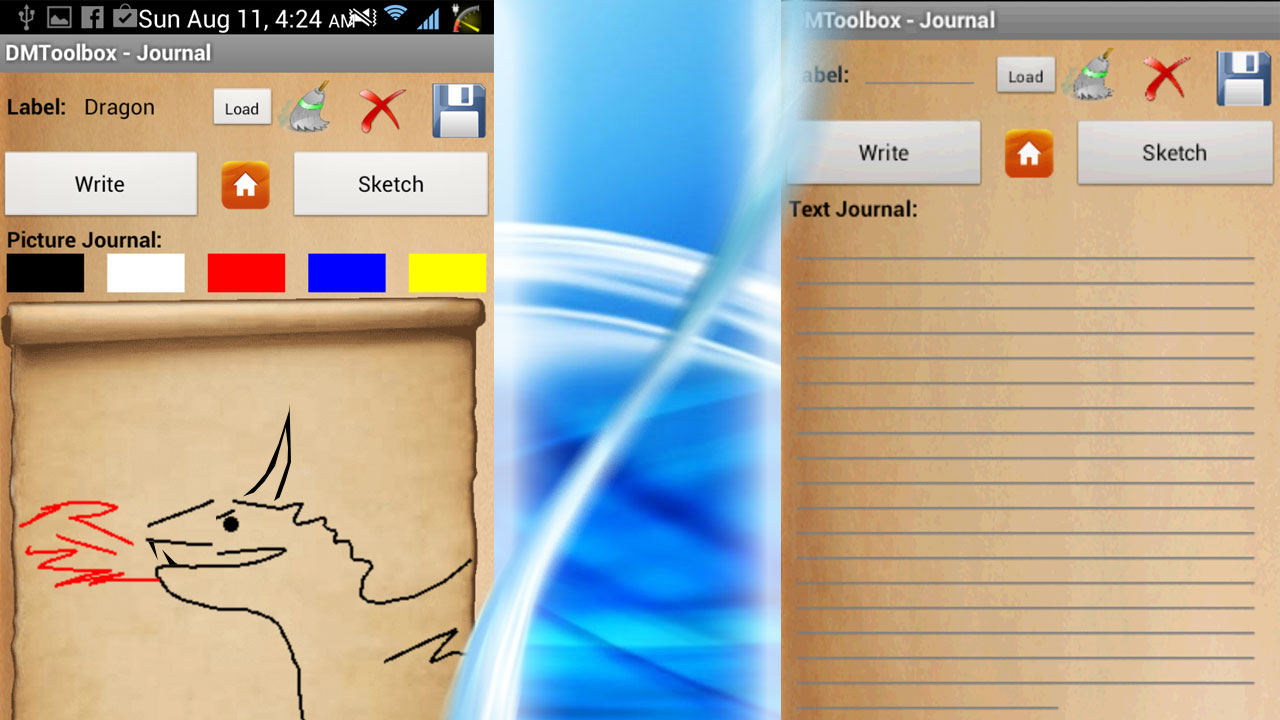 Sun Aug 11, 4:24 AM
DMToolbox - Journal
Label: Dragon Load
Write Sketch
Picture Journal:
DMToolbox - Journal
Label: Load
Write Sketch
Text Journal: